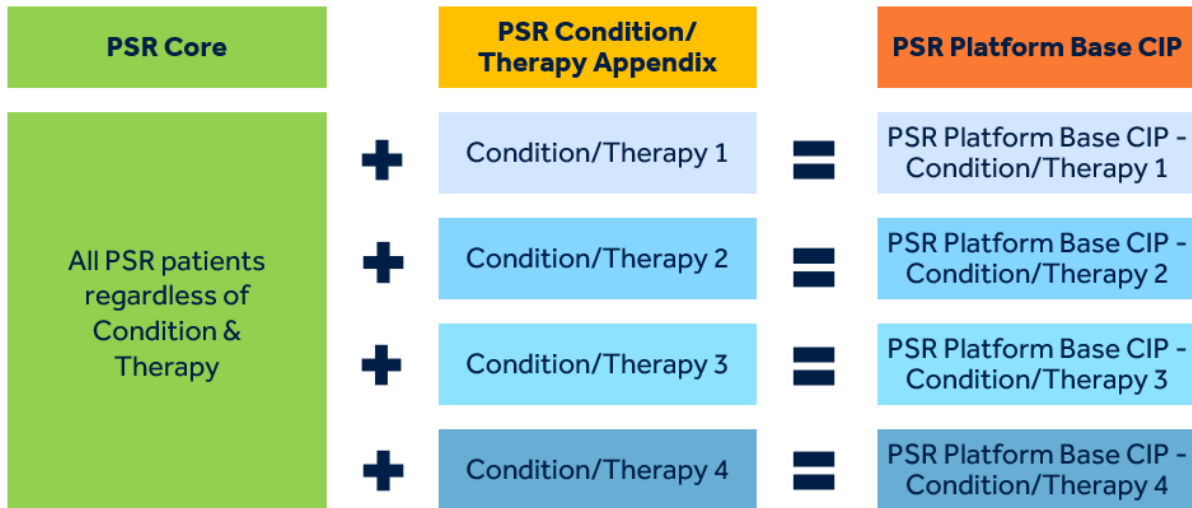 PSR Core
PSR Condition/
Therapy Appendix
PSR Platform Base CIP
All PSR patients
regardless of
Condition &
Therapy
+
Condition/Therapy 1
=
PSR Platform Base CIP -
Condition/Therapy 1
+
Condition/Therapy 2
=
PSR Platform Base CIP -
Condition/Therapy 2
+
Condition/Therapy 3
=
PSR Platform Base CIP -
Condition/Therapy 3
+
Condition/Therapy 4
=
PSR Platform Base CIP -
Condition/Therapy 4